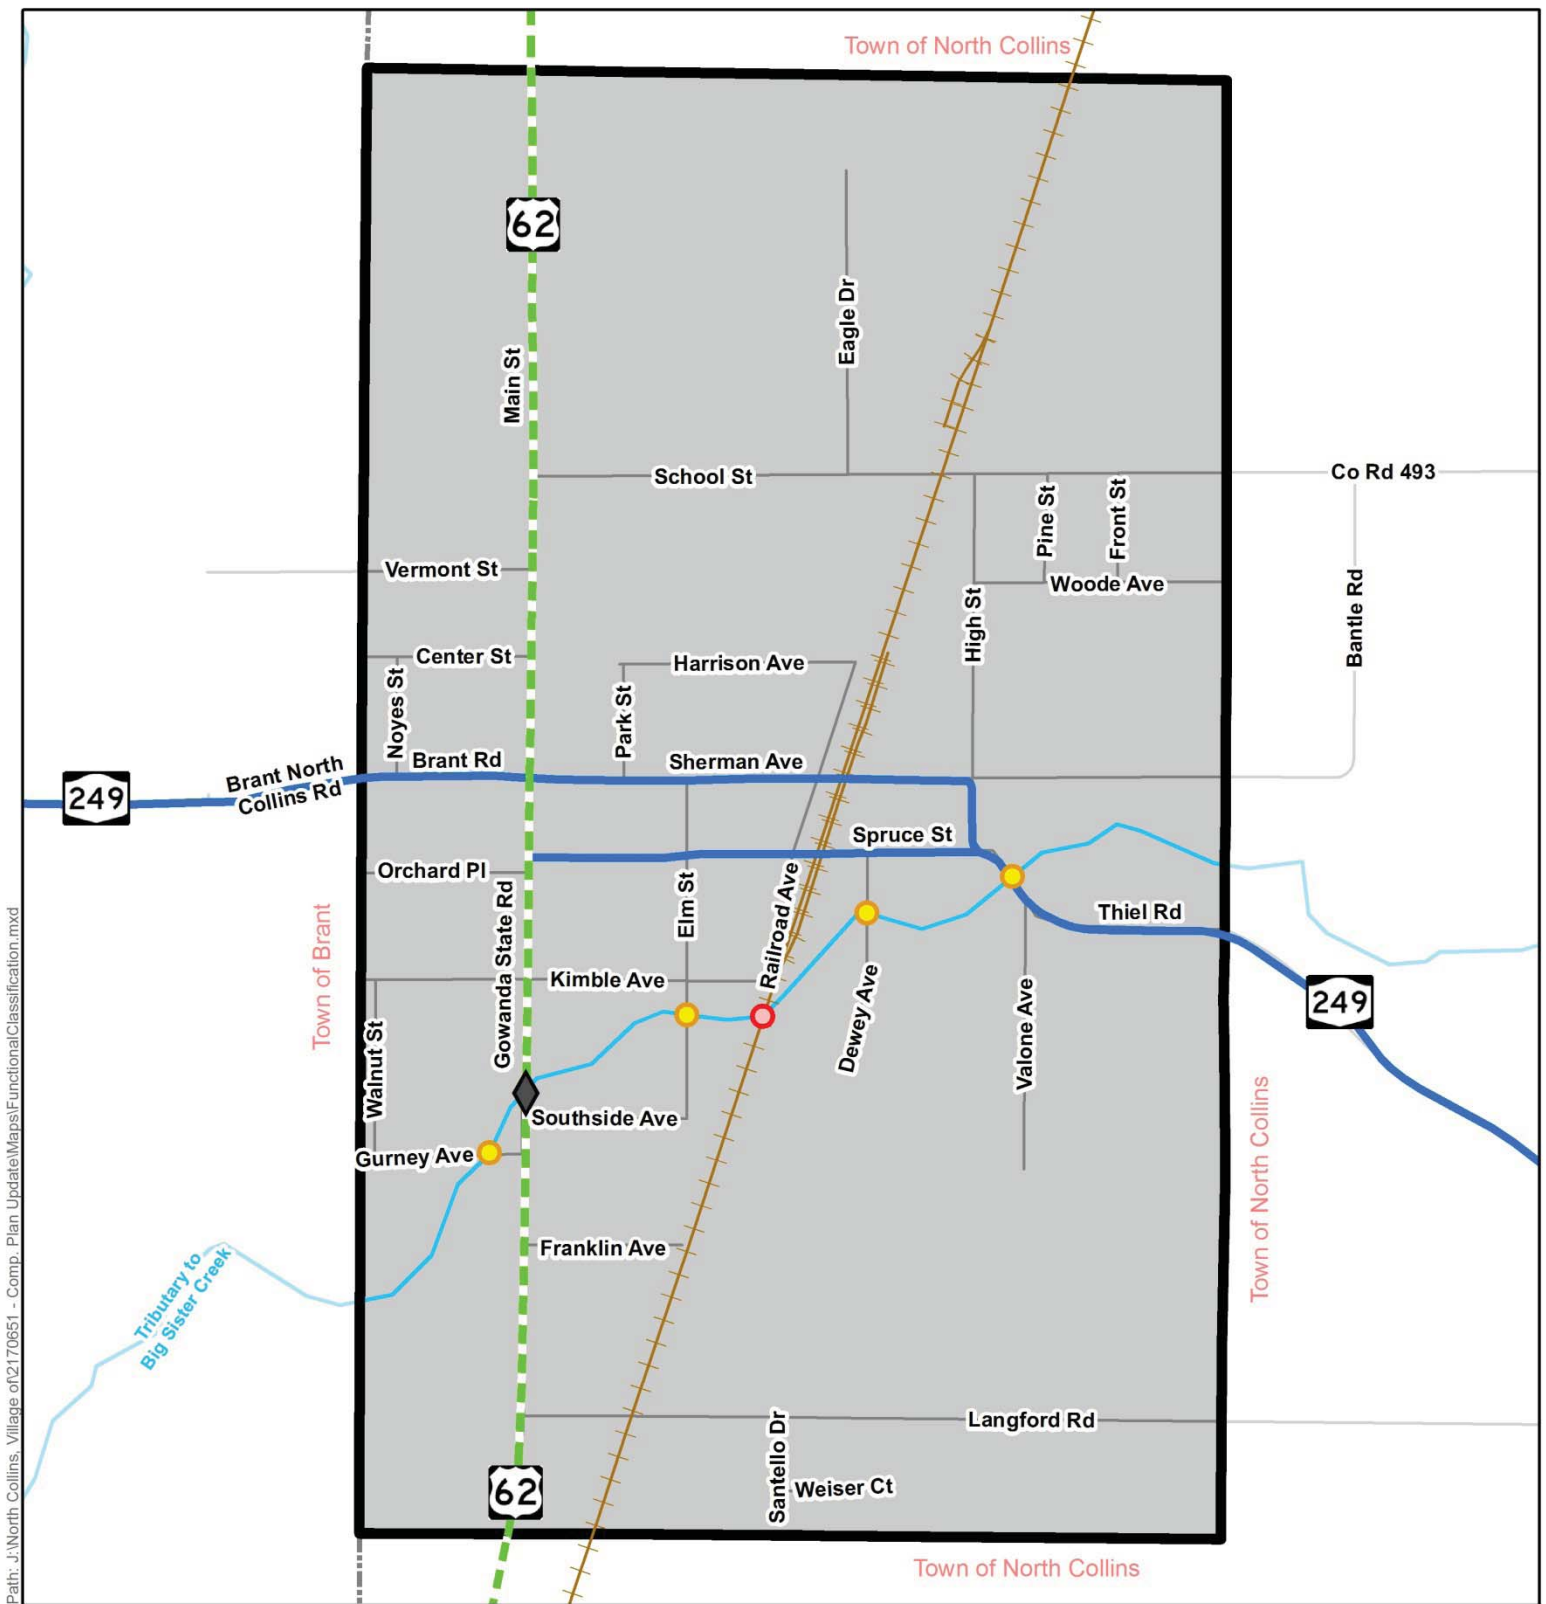 Town of North Collins
62
Main St
Eagle Dr
School St
Co Rd 493
Pine St
Front St
Vermont St
Woode Ave
High St
Bantle Rd
Center St
Noyes St
Harrison Ave
Park St
Brant North
Collins Rd
Brant Rd
Sherman Ave
249
Spruce St
Orchard Pl
Gowanda State Rd
Elm St
Railroad Ave
Thiel Rd
Town of Brant
Kimble Ave
Dewey Ave
Valone Ave
249
Walnut St
Southside Ave
Gurney Ave
Town of North Collins
Franklin Ave
Tributary to
Big Sister Creek
Langford Rd
Santello Dr
Weiser Ct
62
Town of North Collins
Path: J:\North Collins, Village of\2170651 - Comp. Plan Update\Maps\FunctionalClassification.mxd